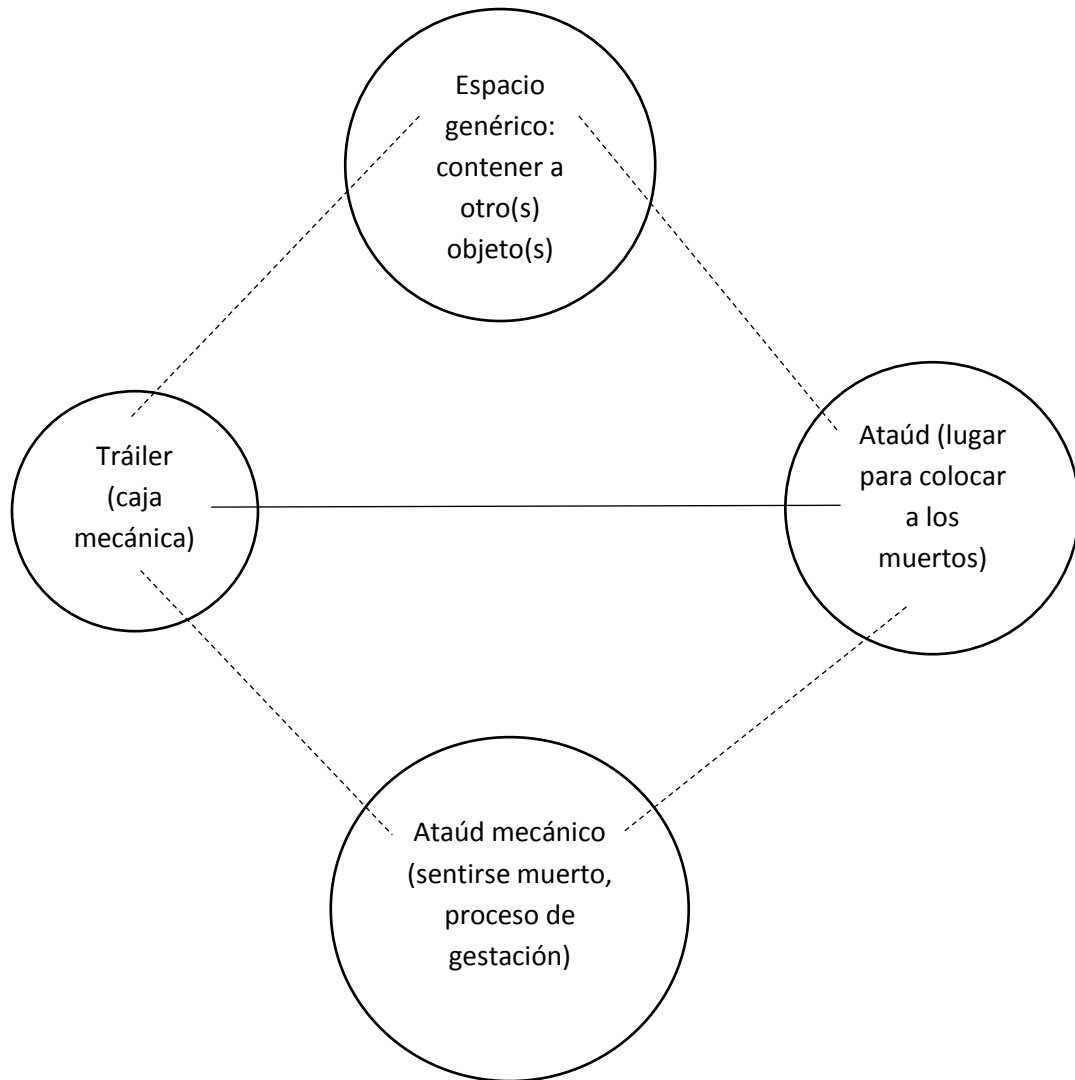 Espacio
genérico:
contener a
otro(s)
objeto(s)
Tráiler
(caja
mecánica)
Ataúd (lugar
para colocar
a los
muertos)
Ataúd mecánico
(sentirse muerto,
proceso de
gestación)